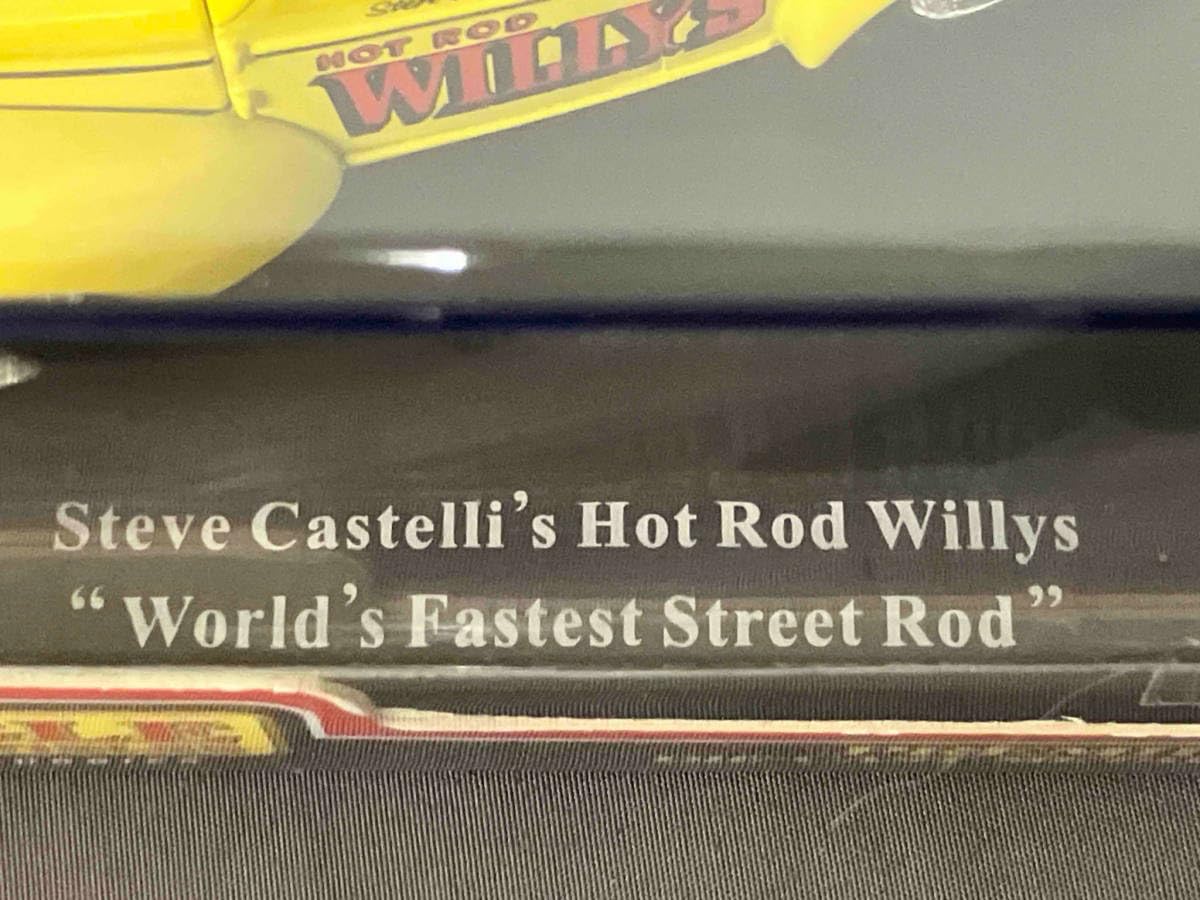 HOT ROD
WILLYS
Steve Castelli's Hot Rod Willys
“World's Fastest Street Rod”